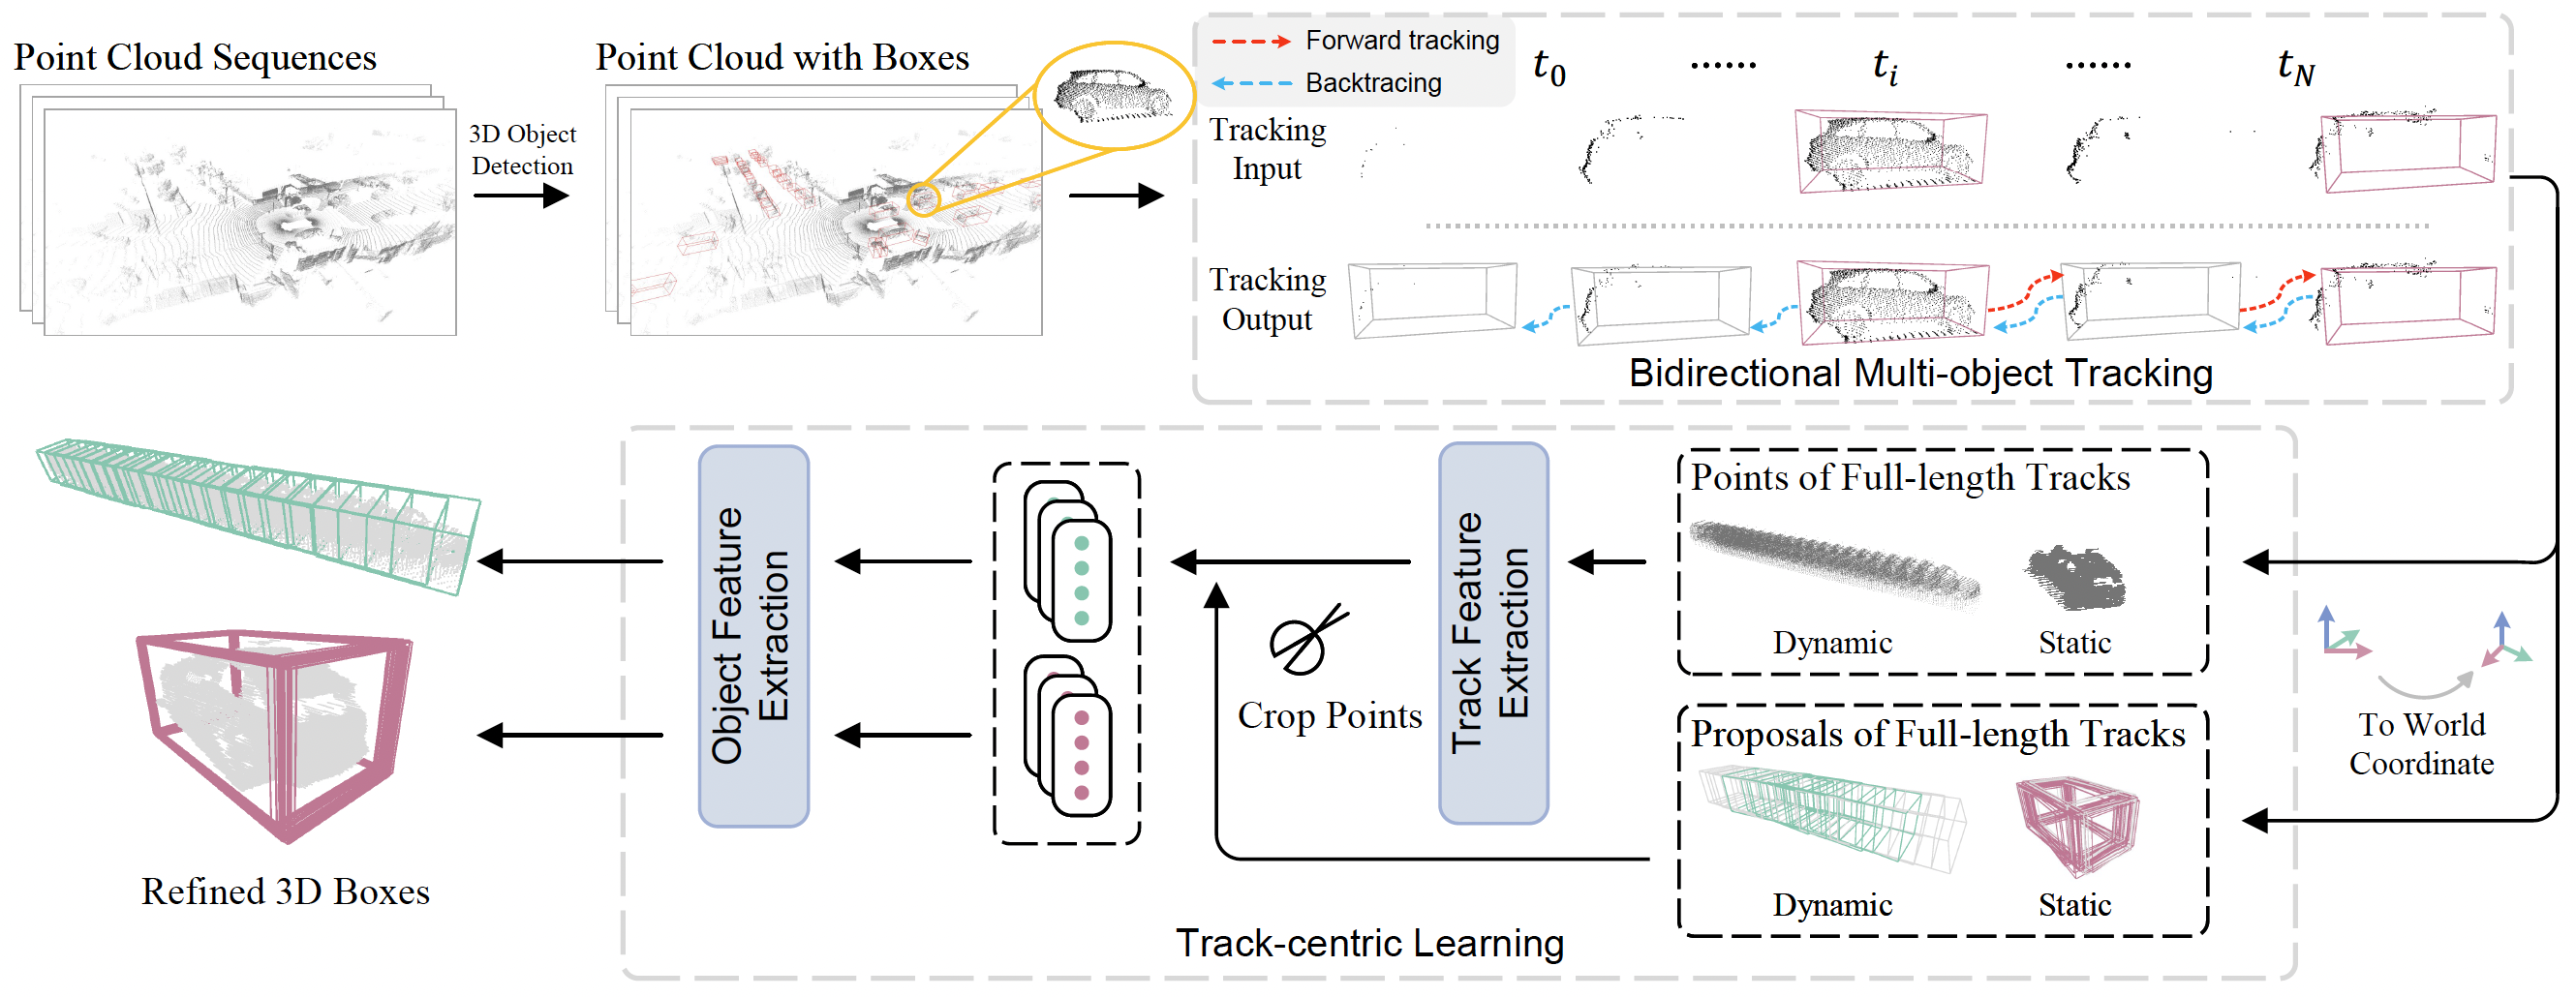 Point Cloud Sequences
3D Object
Detection
Point Cloud with Boxes
Forward tracking
Backtracing
t₀ ...... tᵢ ...... t_N
Tracking
Input
Tracking
Output
Bidirectional Multi-object Tracking
Points of Full-length Tracks
Dynamic Static
Proposals of Full-length Tracks
Dynamic Static
To World
Coordinate
Track Feature
Extraction
Crop Points
Object Feature
Extraction
Track-centric Learning
Refined 3D Boxes